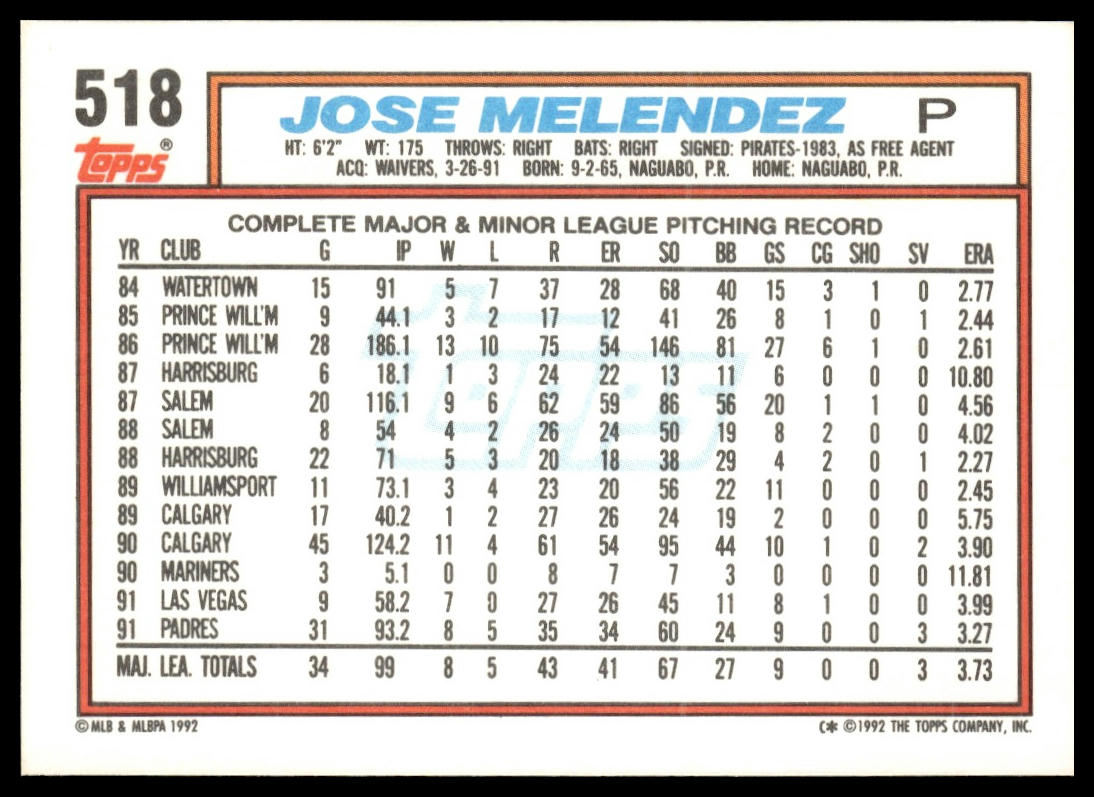 518
JOSE MELENDEZ P
topps®
HT: 6'2" WT: 175 THROWS: RIGHT BATS: RIGHT SIGNED: PIRATES-1983, AS FREE AGENT
ACQ: WAIVERS, 3-26-91 BORN: 9-2-65, NAGUABO, P.R. HOME: NAGUABO, P.R.
COMPLETE MAJOR & MINOR LEAGUE PITCHING RECORD
YR CLUB G IP W L R ER SO BB GS CG SHO SV ERA
84 WATERTOWN 15 91 5 7 37 28 68 40 15 3 1 0 2.77
85 PRINCE WILL'M 9 44.1 3 2 17 12 41 26 8 1 0 1 2.44
86 PRINCE WILL'M 28 186.1 13 10 75 54 146 81 27 6 1 0 2.61
87 HARRISBURG 6 18.1 1 3 24 22 13 11 6 0 0 0 10.80
87 SALEM 20 116.1 9 6 62 59 86 56 20 1 1 0 4.56
88 SALEM 8 54 4 2 26 24 50 19 8 2 0 0 4.02
88 HARRISBURG 22 71 5 3 20 18 38 29 4 2 0 1 2.27
89 WILLIAMSPORT 11 73.1 3 4 23 20 56 22 11 0 0 0 2.45
89 CALGARY 17 40.2 1 2 27 26 24 19 2 0 0 0 5.75
90 CALGARY 45 124.2 11 4 61 54 95 44 10 1 0 2 3.90
90 MARINERS 3 5.1 0 0 8 7 7 3 0 0 0 0 11.81
91 LAS VEGAS 9 58.2 7 0 27 26 45 11 8 1 0 0 3.99
91 PADRES 31 93.2 8 5 35 34 60 24 9 0 0 3 3.27
MAJ. LEA. TOTALS 34 99 8 5 43 41 67 27 9 0 0 3 3.73
topps
© MLB & MLBPA 1992 C* ©1992 THE TOPPS COMPANY, INC.